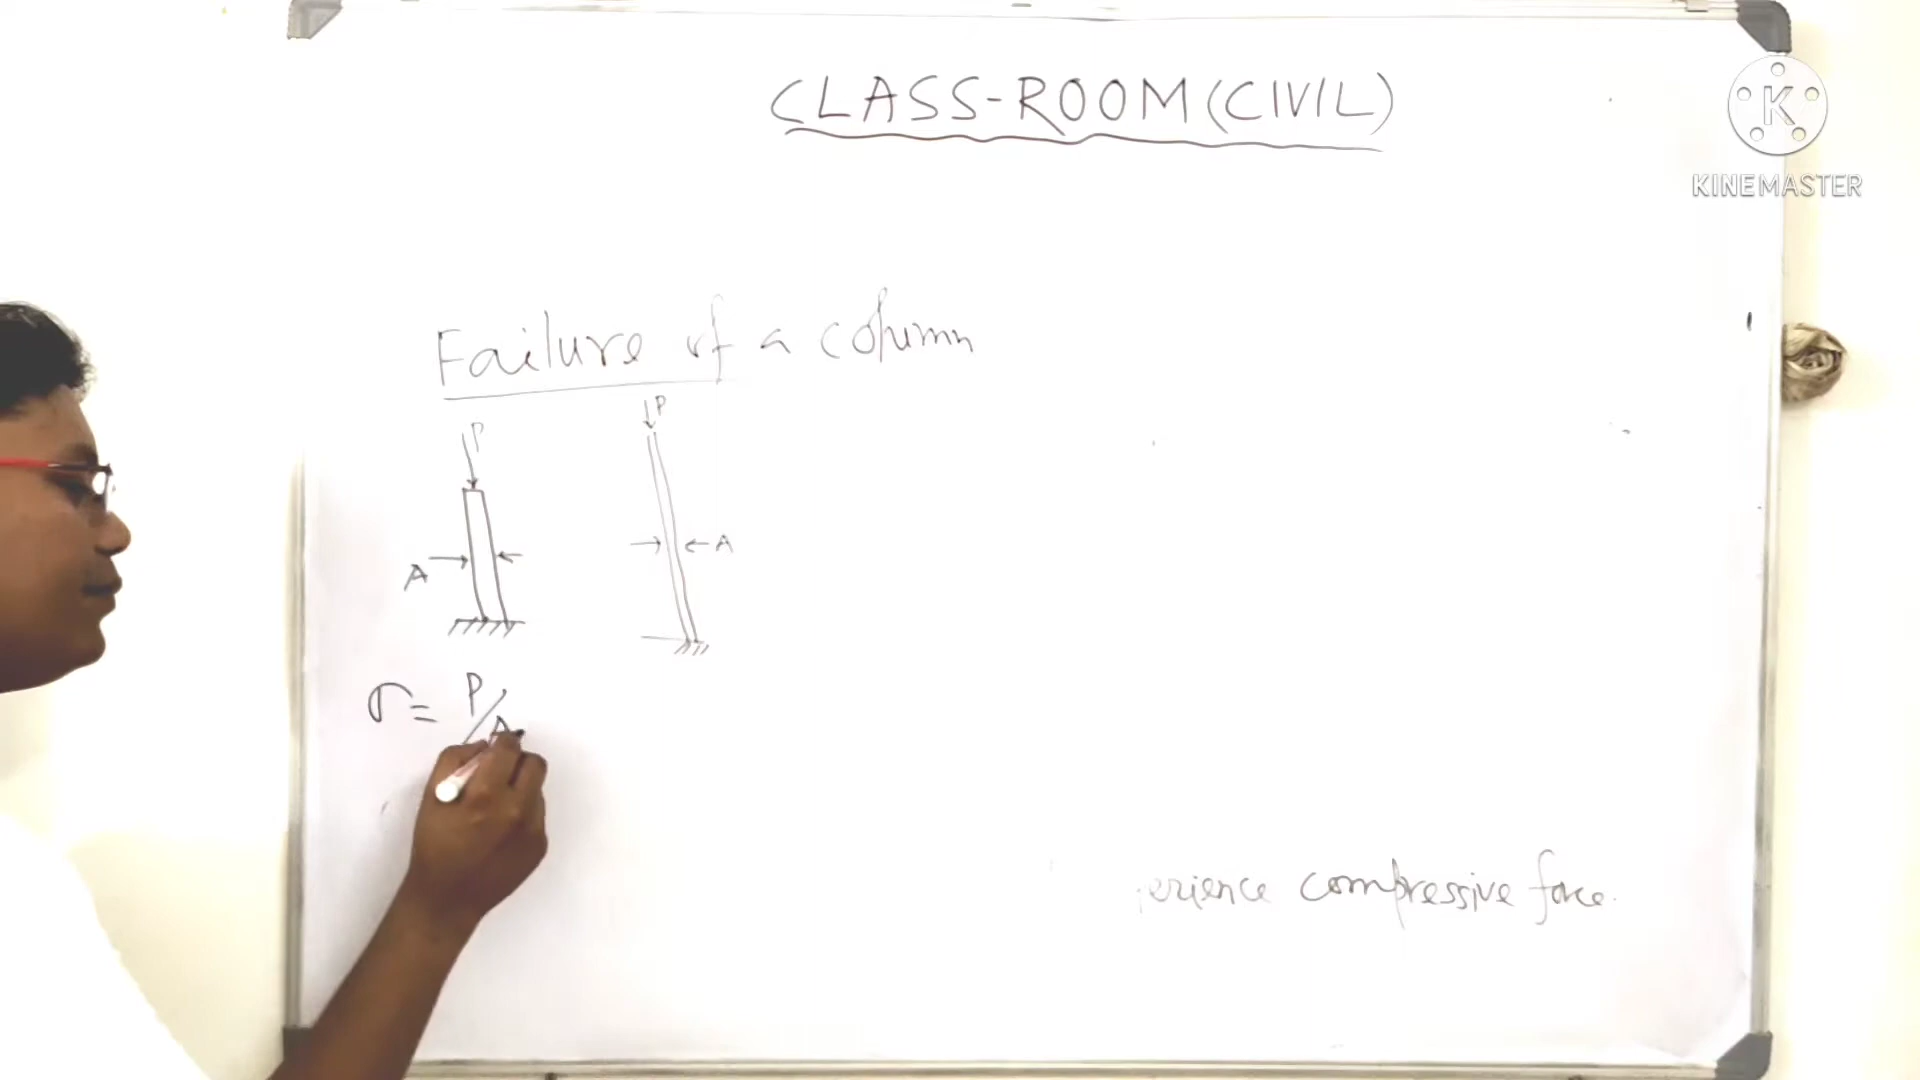 CLASS-ROOM (CIVIL)
K
KINEMASTER
Failure of a column
P
P
A
A
σ = P/A
erience compressive force.